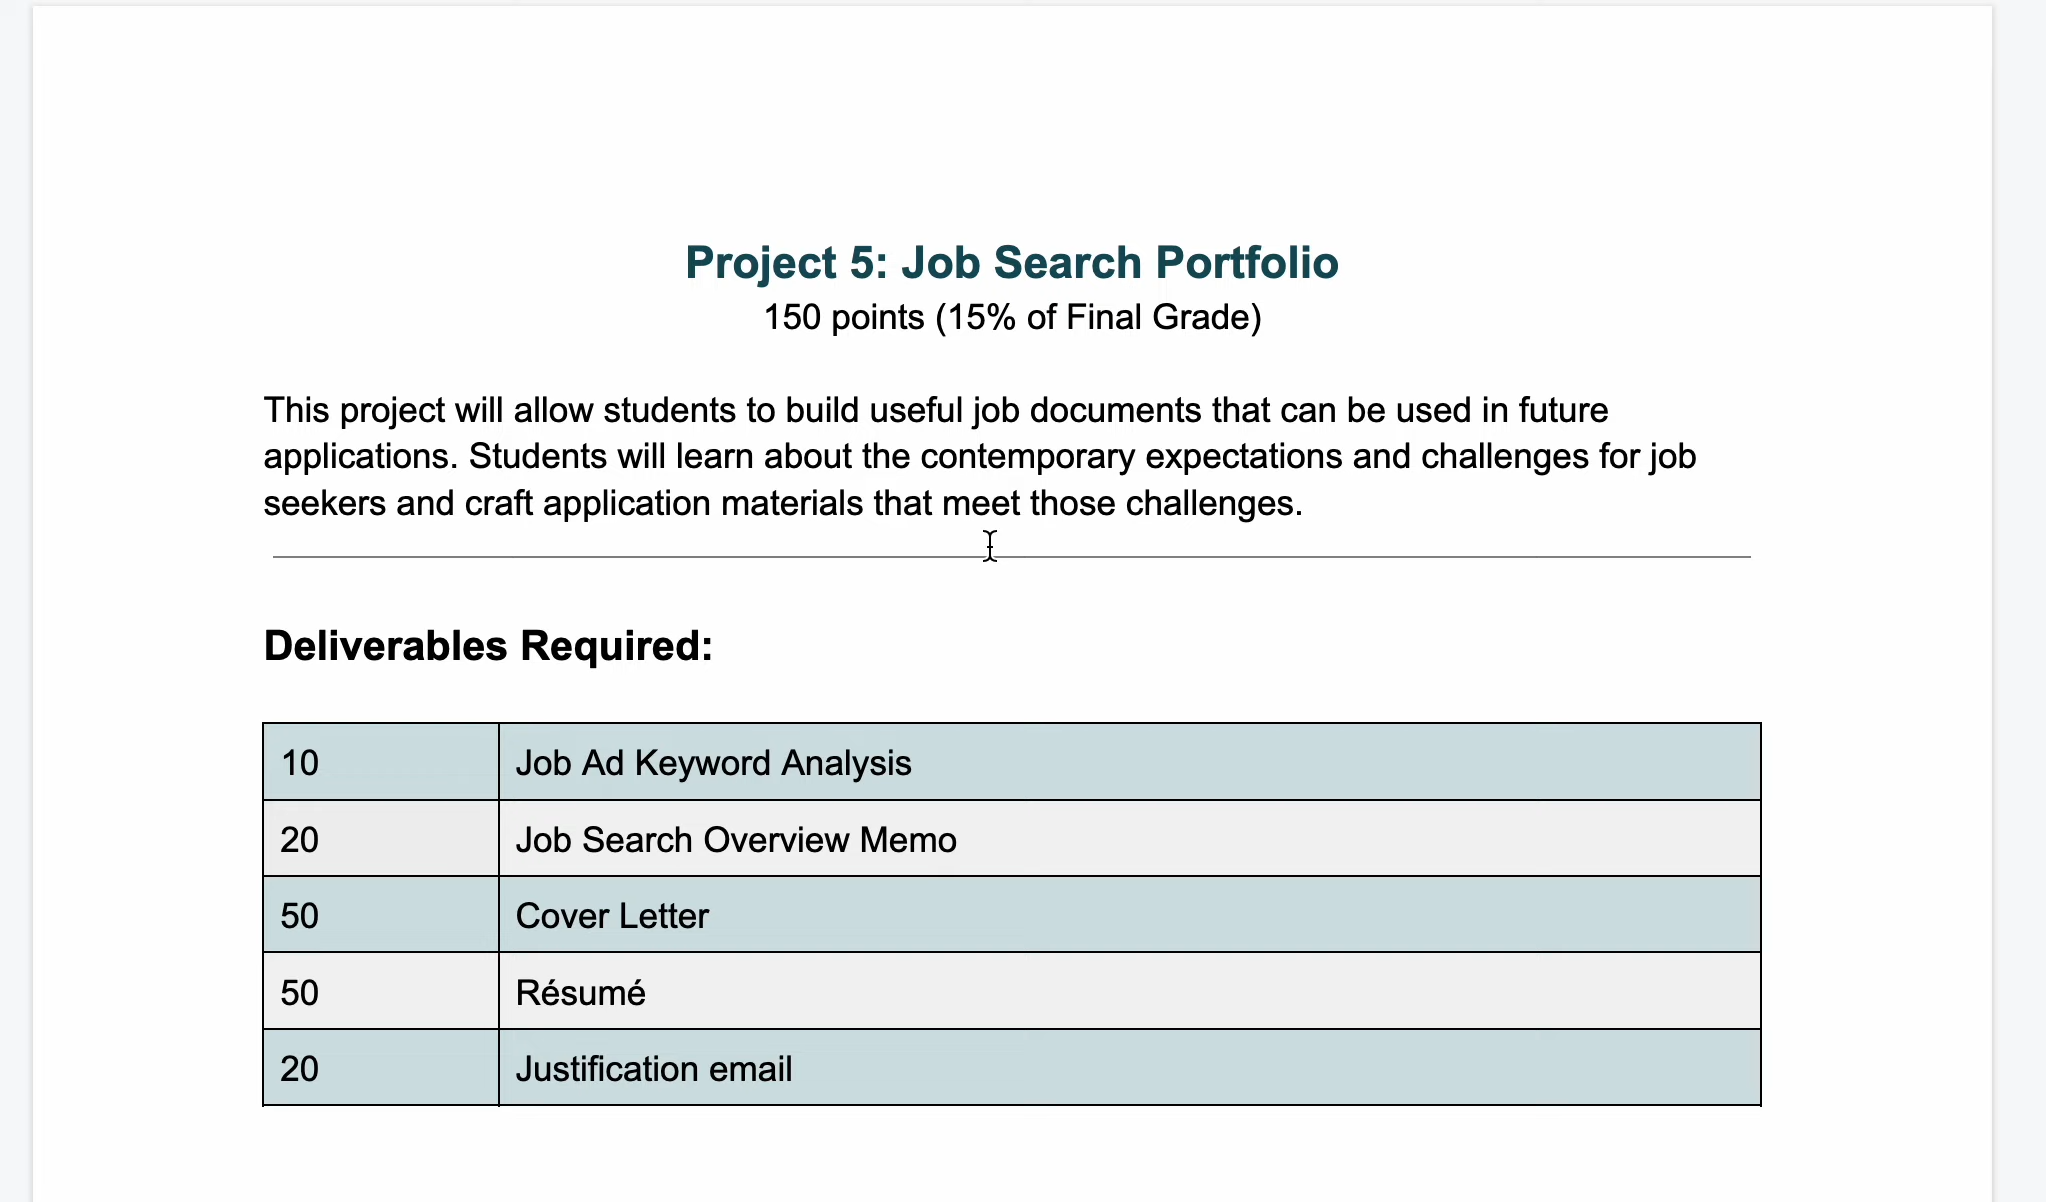 Project 5: Job Search Portfolio
150 points (15% of Final Grade)
This project will allow students to build useful job documents that can be used in future
applications. Students will learn about the contemporary expectations and challenges for job
seekers and craft application materials that meet those challenges.
Deliverables Required:
10 Job Ad Keyword Analysis
20 Job Search Overview Memo
50 Cover Letter
50 Résumé
20 Justification email